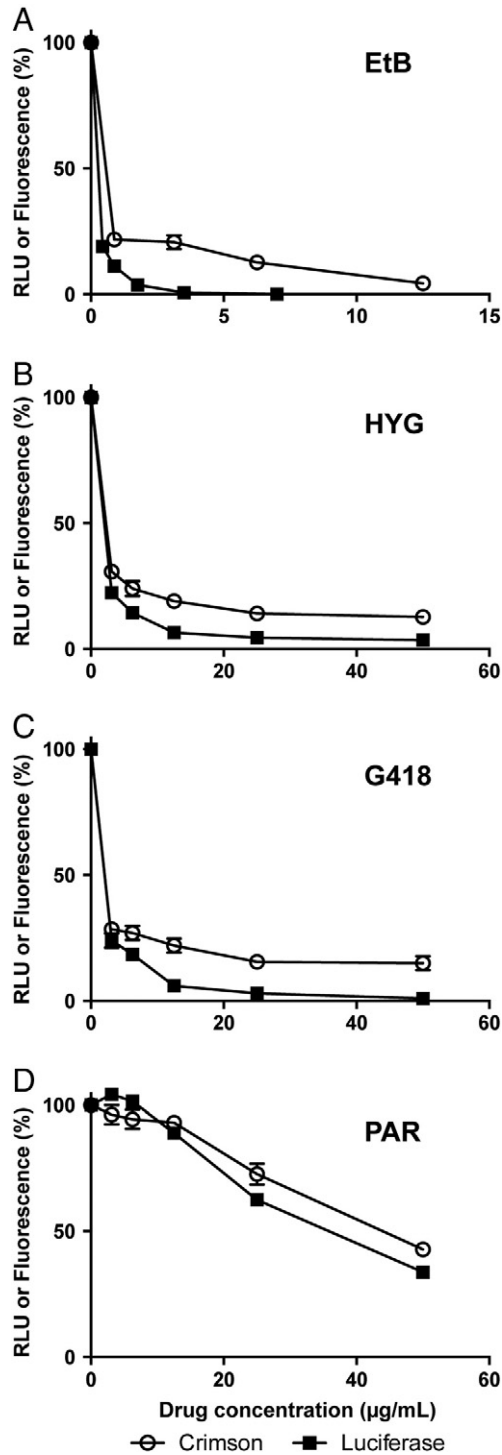 A
EtB
RLU or Fluorescence (%)
100
50
0
0 5 10 15
B
HYG
RLU or Fluorescence (%)
100
50
0
0 20 40 60
C
G418
RLU or Fluorescence (%)
100
50
0
0 20 40 60
D
PAR
RLU or Fluorescence (%)
100
50
0
0 20 40 60
Drug concentration (µg/mL)
Crimson Luciferase